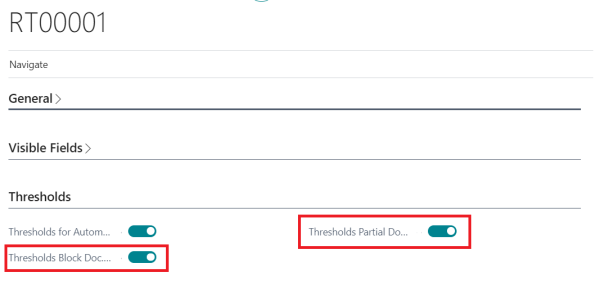 RT00001
Navigate
General >
Visible Fields >
Thresholds
Thresholds for Autom...
Thresholds Partial Do...
Thresholds Block Doc....